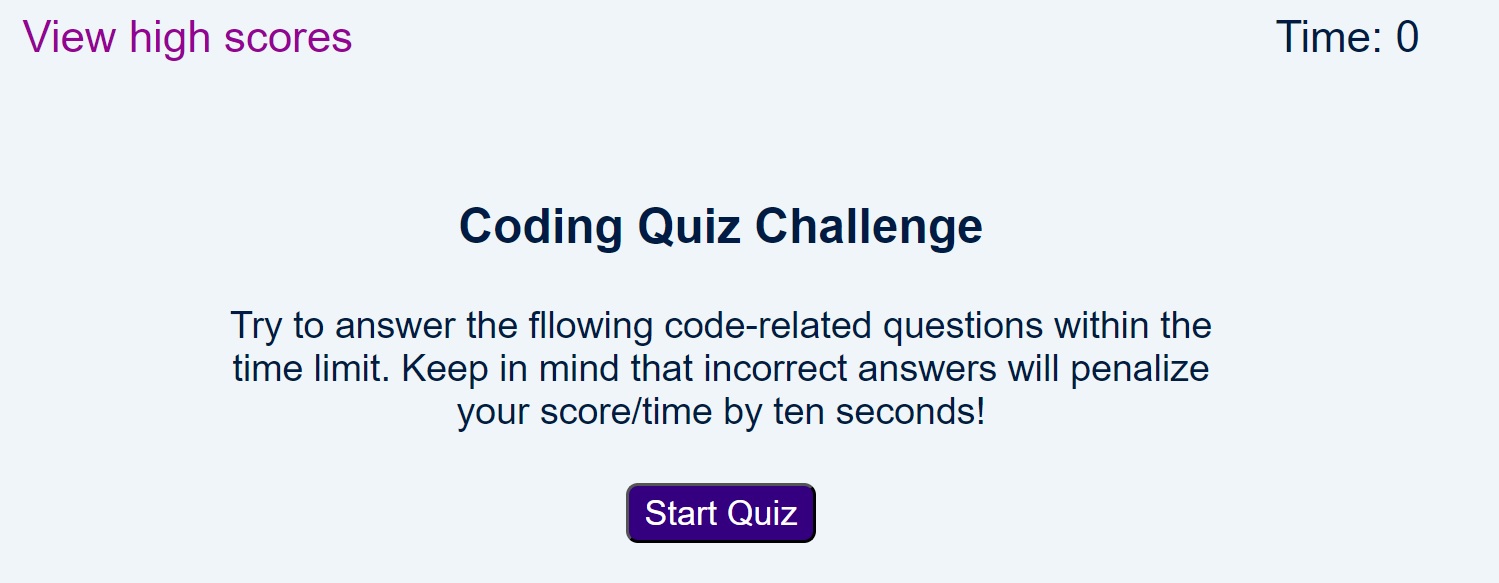 View high scores
Time: 0
Coding Quiz Challenge
Try to answer the fllowing code-related questions within the
time limit. Keep in mind that incorrect answers will penalize
your score/time by ten seconds!
Start Quiz